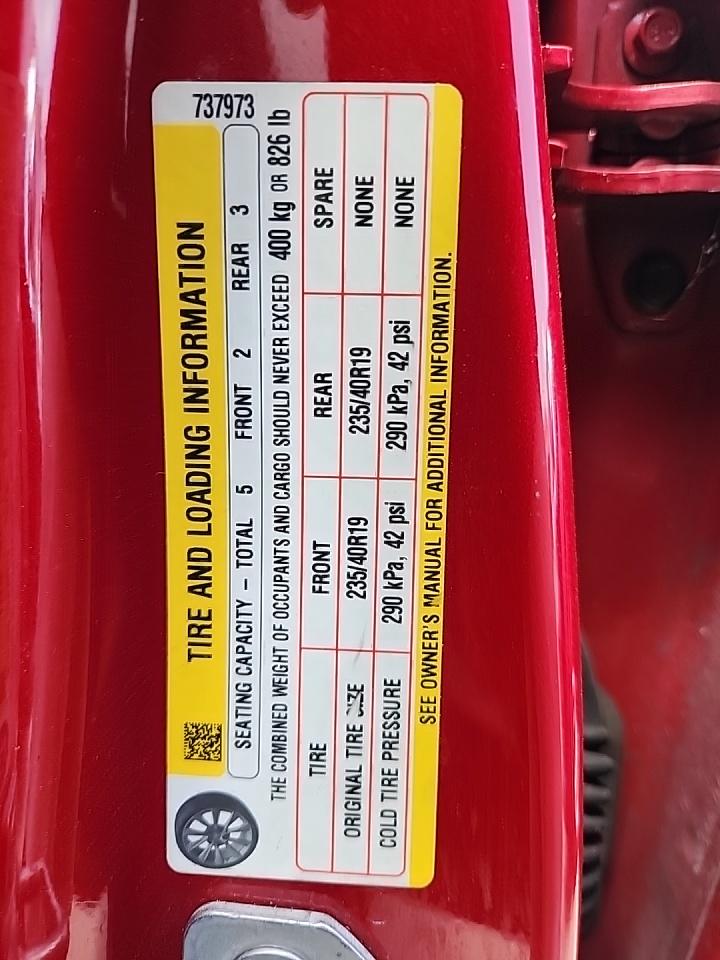 737973
TIRE AND LOADING INFORMATION
SEATING CAPACITY – TOTAL 5 FRONT 2 REAR 3
THE COMBINED WEIGHT OF OCCUPANTS AND CARGO SHOULD NEVER EXCEED 400 kg OR 826 lb
TIRE FRONT REAR SPARE
ORIGINAL TIRE SIZE 235/40R19 235/40R19 NONE
COLD TIRE PRESSURE 290 kPa, 42 psi 290 kPa, 42 psi NONE
SEE OWNER'S MANUAL FOR ADDITIONAL INFORMATION.